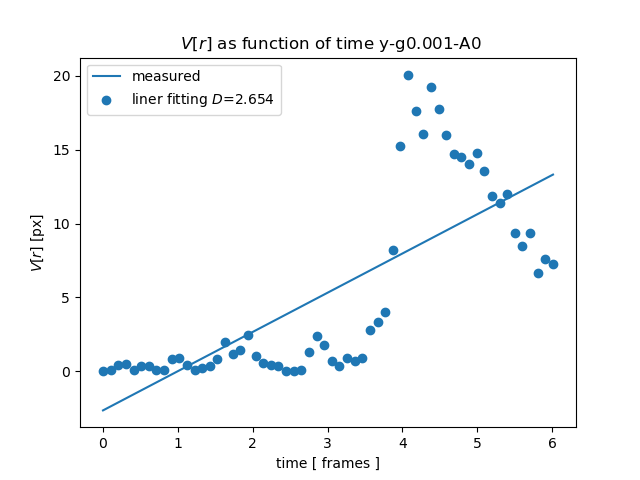 V[r] as function of time y-g0.001-A0
measured
liner fitting D=2.654
20
15
10
5
0
V[r] [px]
0 1 2 3 4 5 6
time [ frames ]